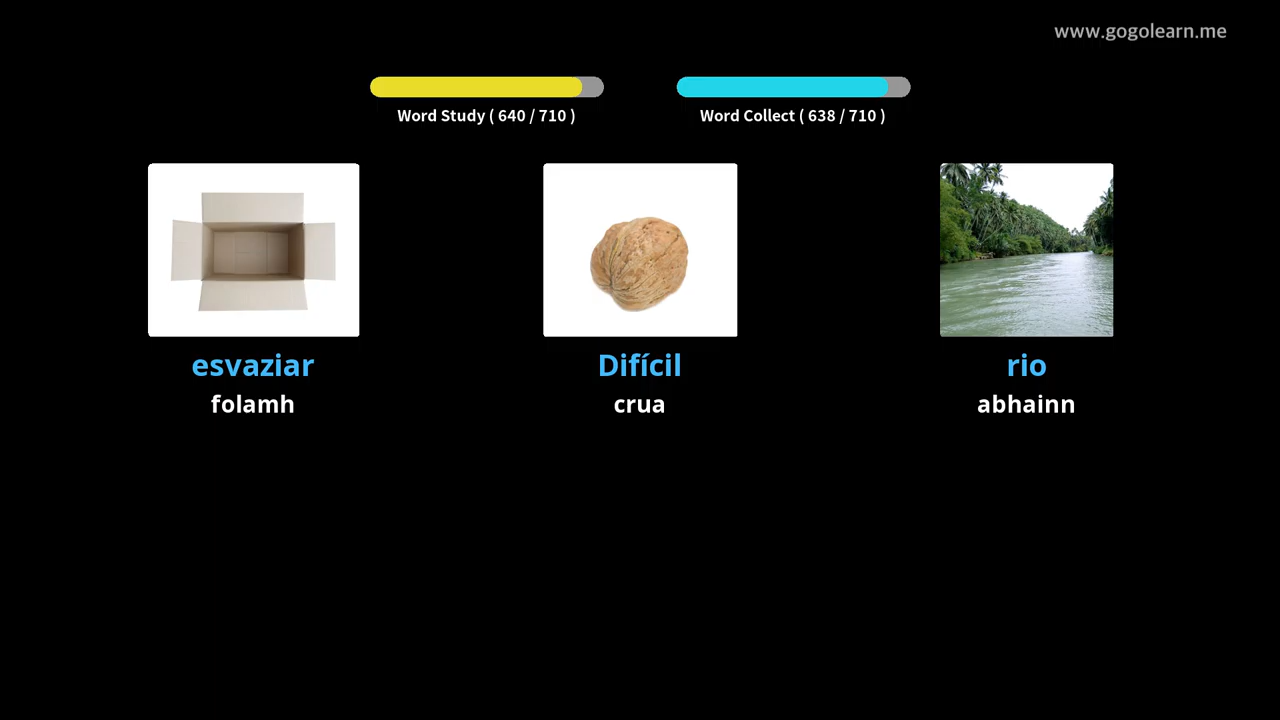 www.gogolearn.me
Word Study ( 640 / 710 )
Word Collect ( 638 / 710 )
esvaziar
folamh
Difícil
crua
rio
abhainn